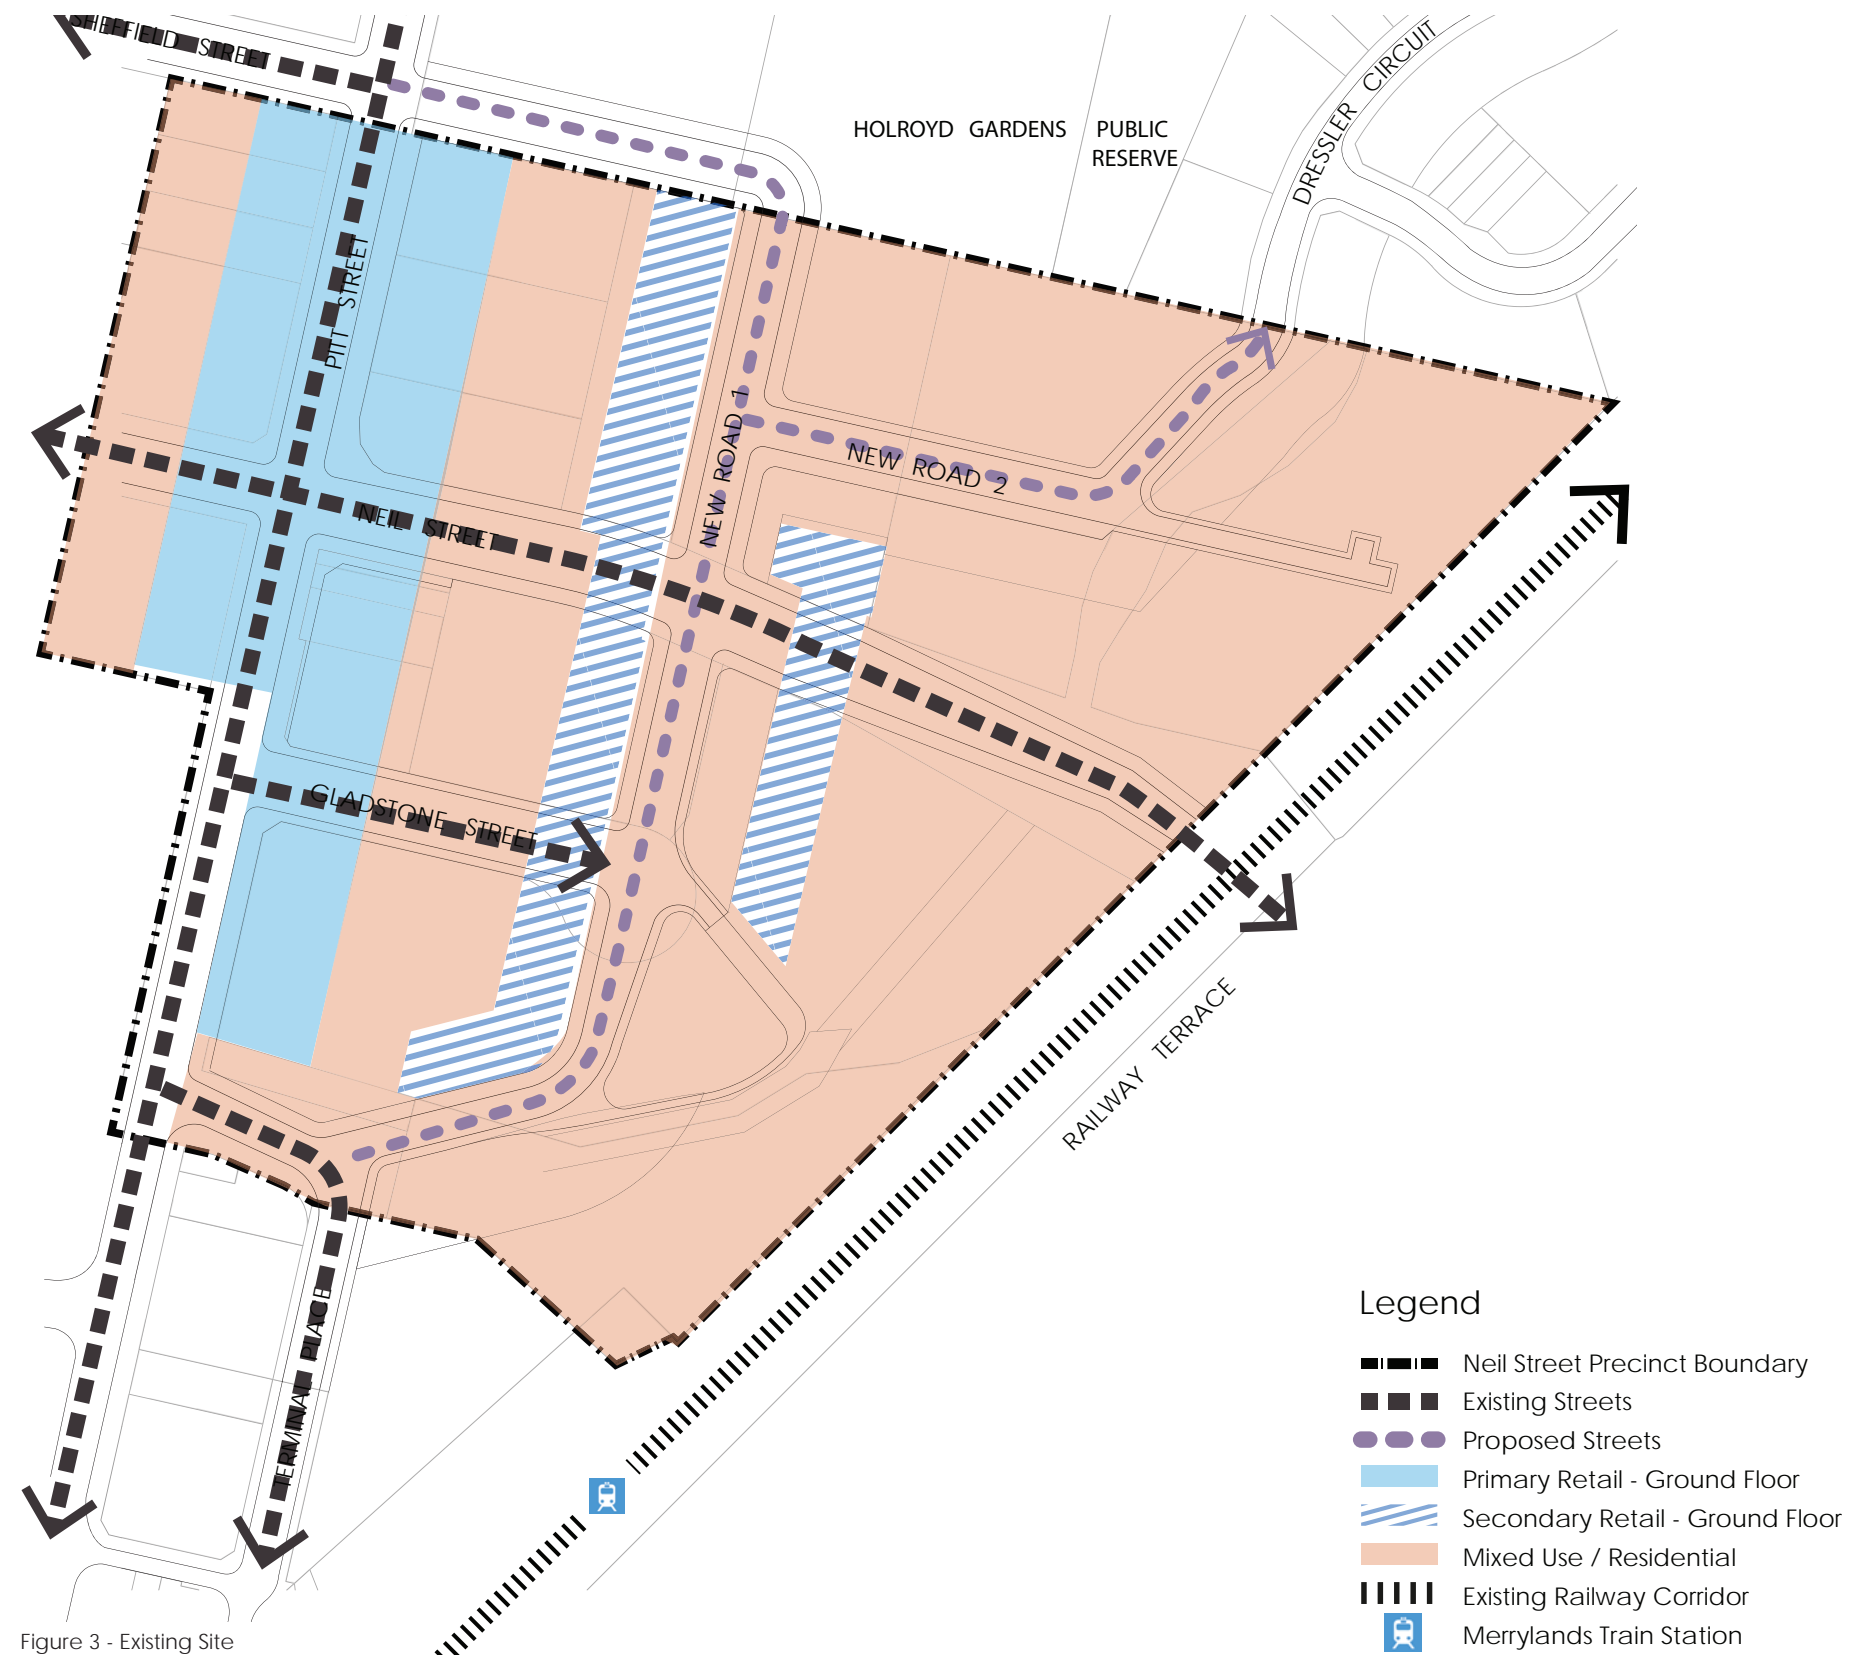 SHEFFIELD STREET
HOLROYD GARDENS PUBLIC
RESERVE
DRESSLER CIRCUIT
PITT STREET
NEW ROAD 1
NEW ROAD 2
NEIL STREET
GLADSTONE STREET
RAILWAY TERRACE
TERMINAL PLACE
Legend
Neil Street Precinct Boundary
Existing Streets
Proposed Streets
Primary Retail - Ground Floor
Secondary Retail - Ground Floor
Mixed Use / Residential
Existing Railway Corridor
Merrylands Train Station
Figure 3 - Existing Site